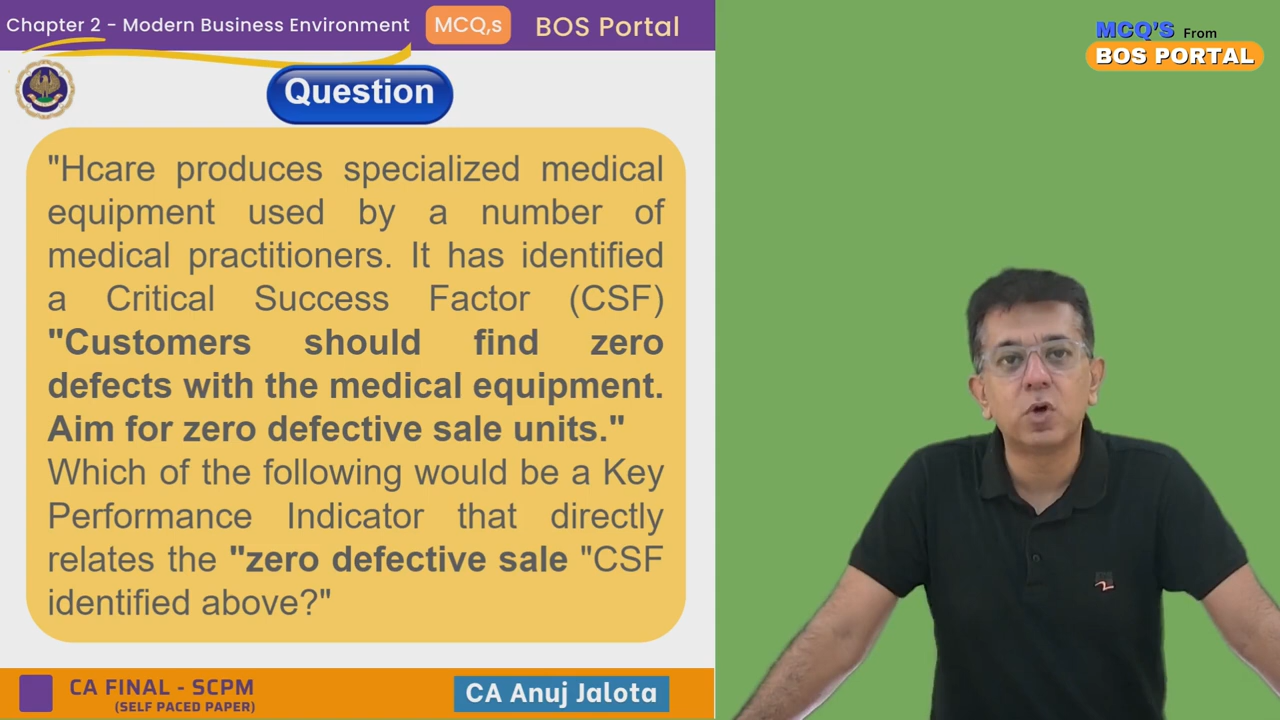 Chapter 2 - Modern Business Environment
MCQ,s
BOS Portal
MCQ'S From
BOS PORTAL
Question
"Hcare produces specialized medical
equipment used by a number of
medical practitioners. It has identified
a Critical Success Factor (CSF)
"Customers should find zero
defects with the medical equipment.
Aim for zero defective sale units."
Which of the following would be a Key
Performance Indicator that directly
relates the "zero defective sale "CSF
identified above?"
CA FINAL - SCPM
(SELF PACED PAPER)
CA Anuj Jalota